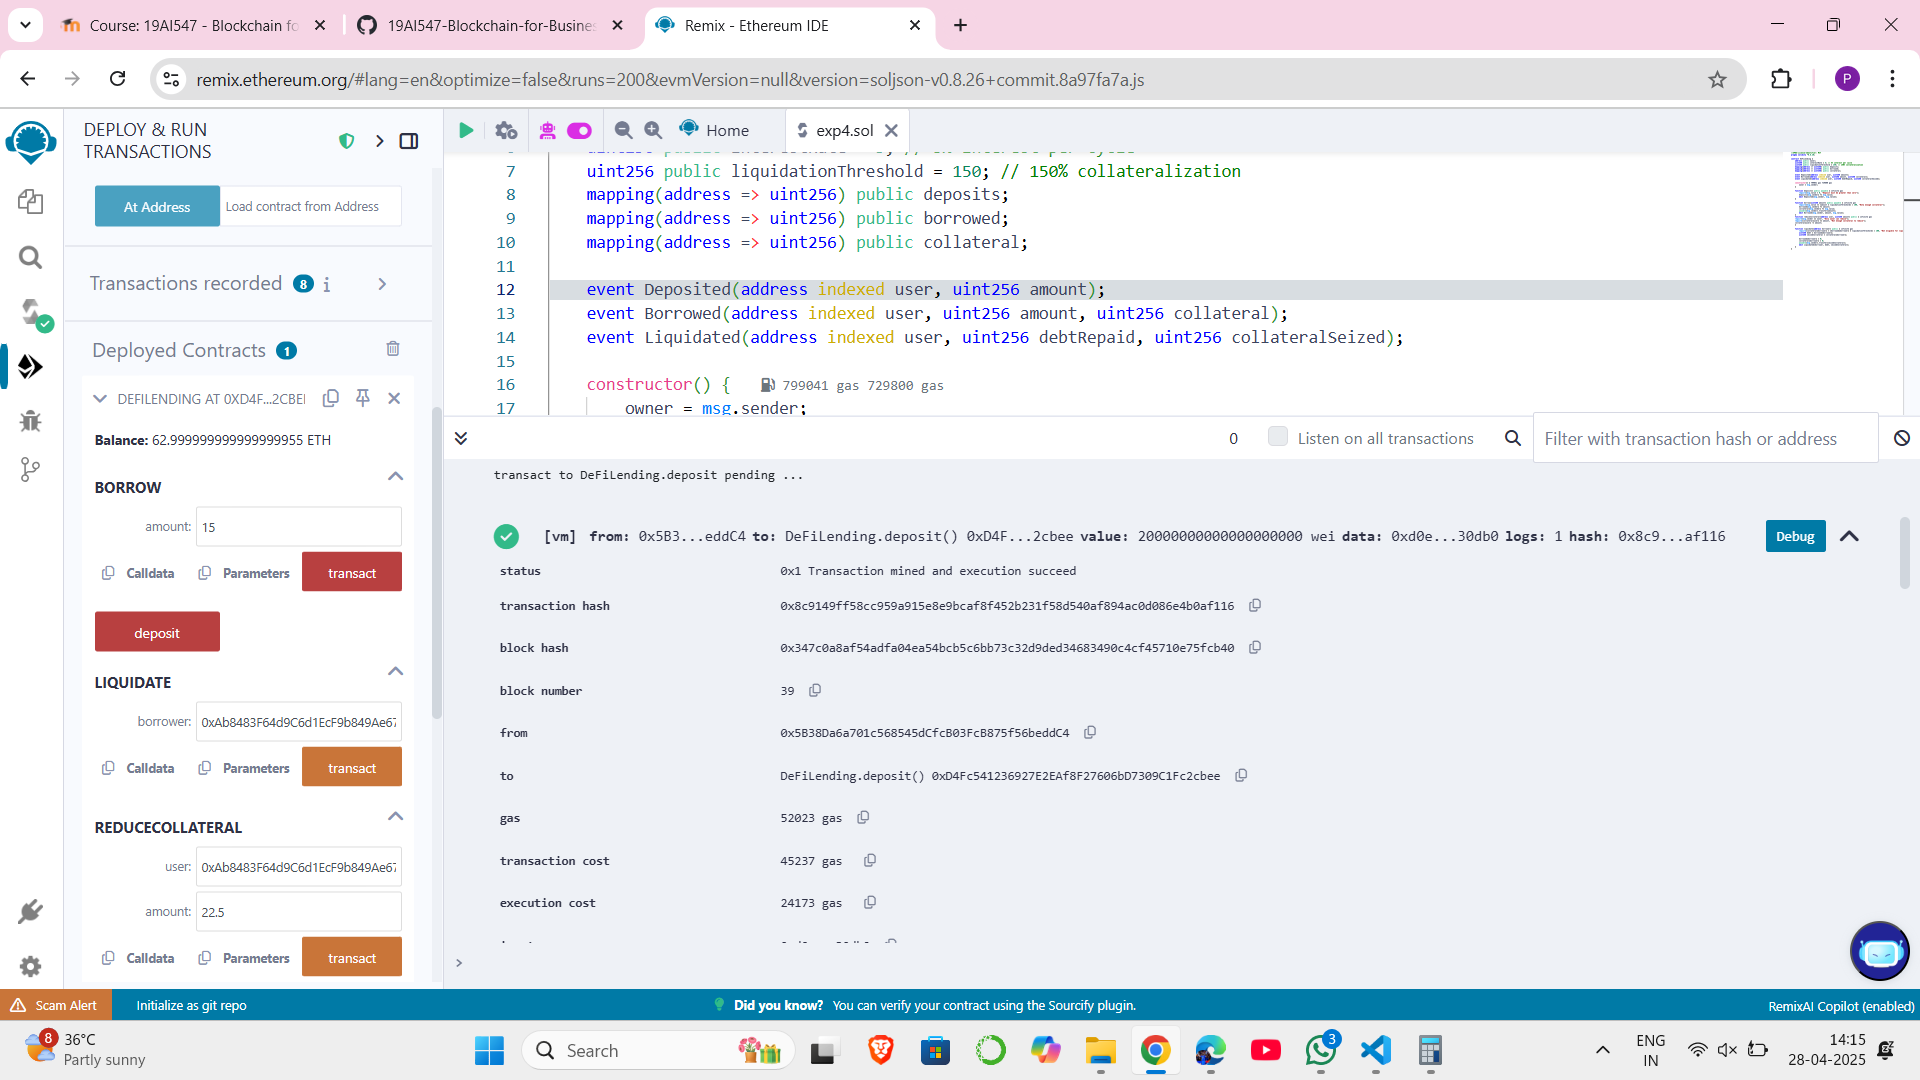 Course: 19AI547 - Blockchain fo
19AI547-Blockchain-for-Busines
Remix - Ethereum IDE
remix.ethereum.org/#lang=en&optimize=false&runs=200&evmVersion=null&version=soljson-v0.8.26+commit.8a97fa7a.js
P
DEPLOY & RUN
TRANSACTIONS
At Address
Load contract from Address
Transactions recorded 8 i
Deployed Contracts 1
DEFILENDING AT 0XD4F...2CBEI
Balance: 62.999999999999999955 ETH
BORROW
amount: 15
Calldata Parameters transact
deposit
LIQUIDATE
borrower: 0xAb8483F64d9C6d1EcF9b849Ae67
Calldata Parameters transact
REDUCECOLLATERAL
user: 0xAb8483F64d9C6d1EcF9b849Ae67
amount: 22.5
Calldata Parameters transact
Home
exp4.sol
7 uint256 public liquidationThreshold = 150; // 150% collateralization
8 mapping(address => uint256) public deposits;
9 mapping(address => uint256) public borrowed;
10 mapping(address => uint256) public collateral;
11
12 event Deposited(address indexed user, uint256 amount);
13 event Borrowed(address indexed user, uint256 amount, uint256 collateral);
14 event Liquidated(address indexed user, uint256 debtRepaid, uint256 collateralSeized);
15
16 constructor() { 799041 gas 729800 gas
17 owner = msg.sender;
0
Listen on all transactions
Filter with transaction hash or address
transact to DeFiLending.deposit pending ...
[vm] from: 0x5B3...eddC4 to: DeFiLending.deposit() 0xD4F...2cbee value: 20000000000000000000 wei data: 0xd0e...30db0 logs: 1 hash: 0x8c9...af116
Debug
status 0x1 Transaction mined and execution succeed
transaction hash 0x8c9149ff58cc959a915e8e9bcaf8f452b231f58d540af894ac0d086e4b0af116
block hash 0x347c0a8af54adfa04ea54bcb5c6bb73c32d9ded34683490c4cf45710e75fcb40
block number 39
from 0x5B38Da6a701c568545dCfcB03FcB875f56beddC4
to DeFiLending.deposit() 0xD4Fc541236927E2EAf8F27606bD7309C1Fc2cbee
gas 52023 gas
transaction cost 45237 gas
execution cost 24173 gas
>
Scam Alert
Initialize as git repo
Did you know? You can verify your contract using the Sourcify plugin.
RemixAI Copilot (enabled)
8
36°C
Partly sunny
Search
3
ENG
IN
14:15
28-04-2025